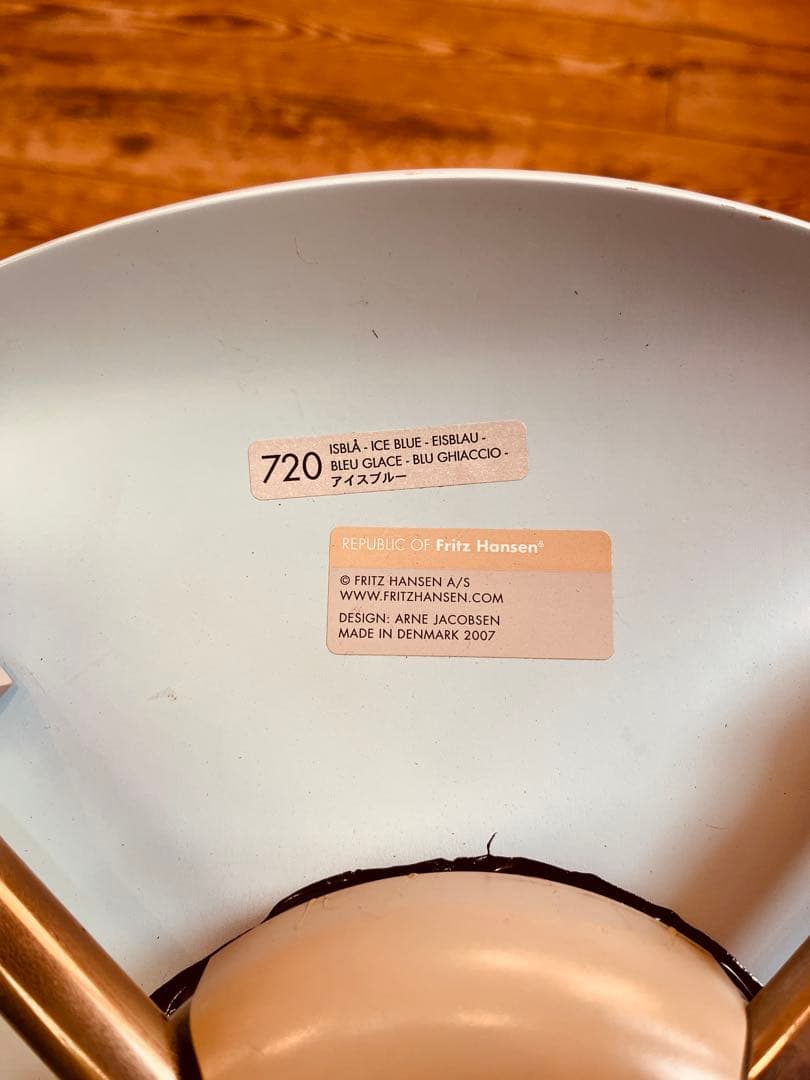 720
ISBLÅ - ICE BLUE - EISBLAU -
BLEU GLACE - BLU GHIACCIO -
アイスブルー
REPUBLIC OF Fritz Hansen®
© FRITZ HANSEN A/S
WWW.FRITZHANSEN.COM
DESIGN: ARNE JACOBSEN
MADE IN DENMARK 2007